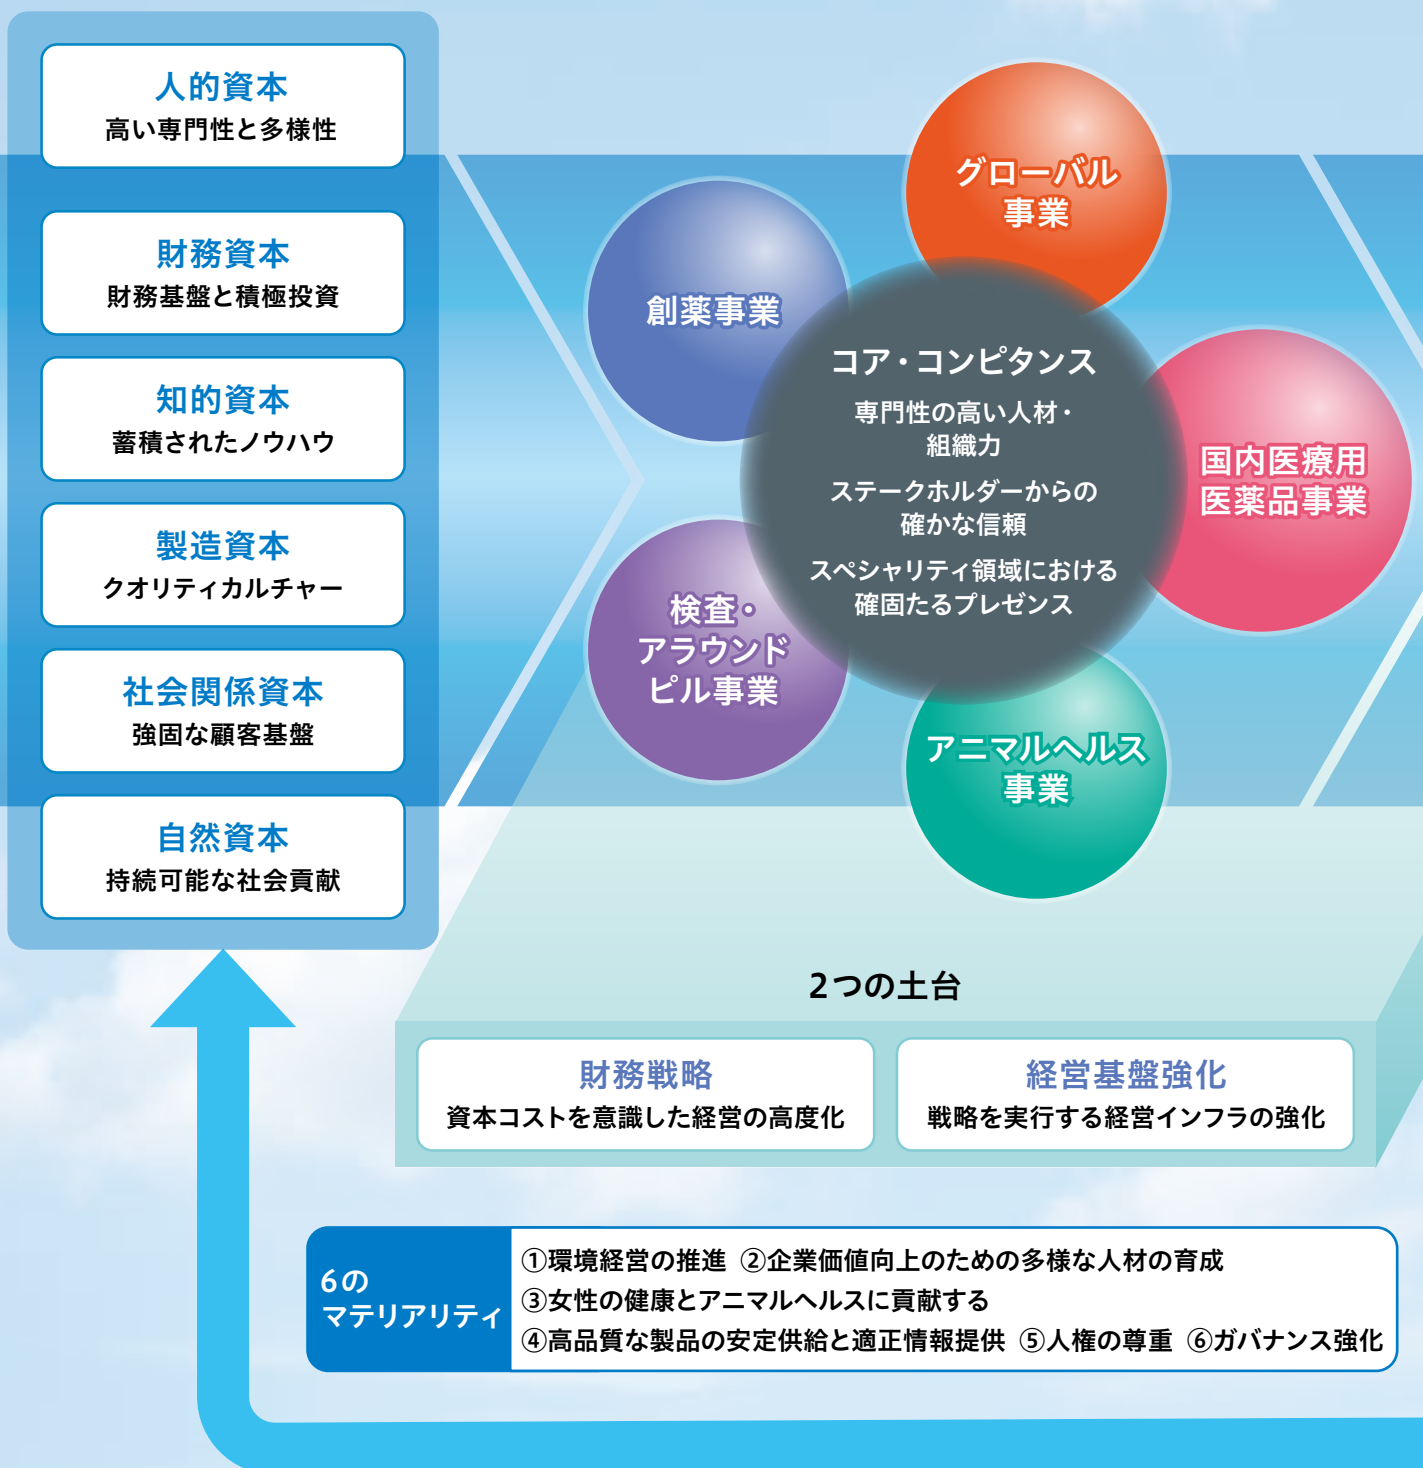 人的資本
高い専門性と多様性
財務資本
財務基盤と積極投資
知的資本
蓄積されたノウハウ
製造資本
クオリティカルチャー
社会関係資本
強固な顧客基盤
自然資本
持続可能な社会貢献
グローバル
事業
創薬事業
コア・コンピタンス
専門性の高い人材・
組織力
ステークホルダーからの
確かな信頼
スペシャリティ領域における
確固たるプレゼンス
国内医療用
医薬品事業
検査・
アラウンド
ピル事業
アニマルヘルス
事業
2つの土台
財務戦略
資本コストを意識した経営の高度化
経営基盤強化
戦略を実行する経営インフラの強化
6の
マテリアリティ
①環境経営の推進 ②企業価値向上のための多様な人材の育成
③女性の健康とアニマルヘルスに貢献する
④高品質な製品の安定供給と適正情報提供 ⑤人権の尊重 ⑥ガバナンス強化